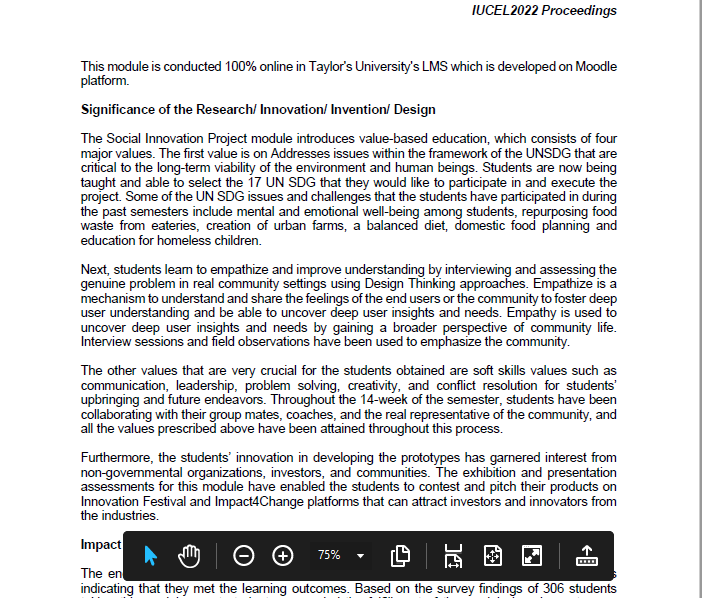 IUCEL2022 Proceedings
This module is conducted 100% online in Taylor's University's LMS which is developed on Moodle
platform.
Significance of the Research/ Innovation/ Invention/ Design
The Social Innovation Project module introduces value-based education, which consists of four
major values. The first value is on Addresses issues within the framework of the UNSDG that are
critical to the long-term viability of the environment and human beings. Students are now being
taught and able to select the 17 UN SDG that they would like to participate in and execute the
project. Some of the UN SDG issues and challenges that the students have participated in during
the past semesters include mental and emotional well-being among students, repurposing food
waste from eateries, creation of urban farms, a balanced diet, domestic food planning and
education for homeless children.
Next, students learn to empathize and improve understanding by interviewing and assessing the
genuine problem in real community settings using Design Thinking approaches. Empathize is a
mechanism to understand and share the feelings of the end users or the community to foster deep
user understanding and be able to uncover deep user insights and needs. Empathy is used to
uncover deep user insights and needs by gaining a broader perspective of community life.
Interview sessions and field observations have been used to emphasize the community.
The other values that are very crucial for the students obtained are soft skills values such as
communication, leadership, problem solving, creativity, and conflict resolution for students'
upbringing and future endeavors. Throughout the 14-week of the semester, students have been
collaborating with their group mates, coaches, and the real representative of the community, and
all the values prescribed above have been attained throughout this process.
Furthermore, the students' innovation in developing the prototypes has garnered interest from
non-governmental organizations, investors, and communities. The exhibition and presentation
assessments for this module have enabled the students to contest and pitch their products on
Innovation Festival and Impact4Change platforms that can attract investors and innovators from
the industries.
Impact
75%
The
indicating that they met the learning outcomes. Based on the survey findings of 306 students